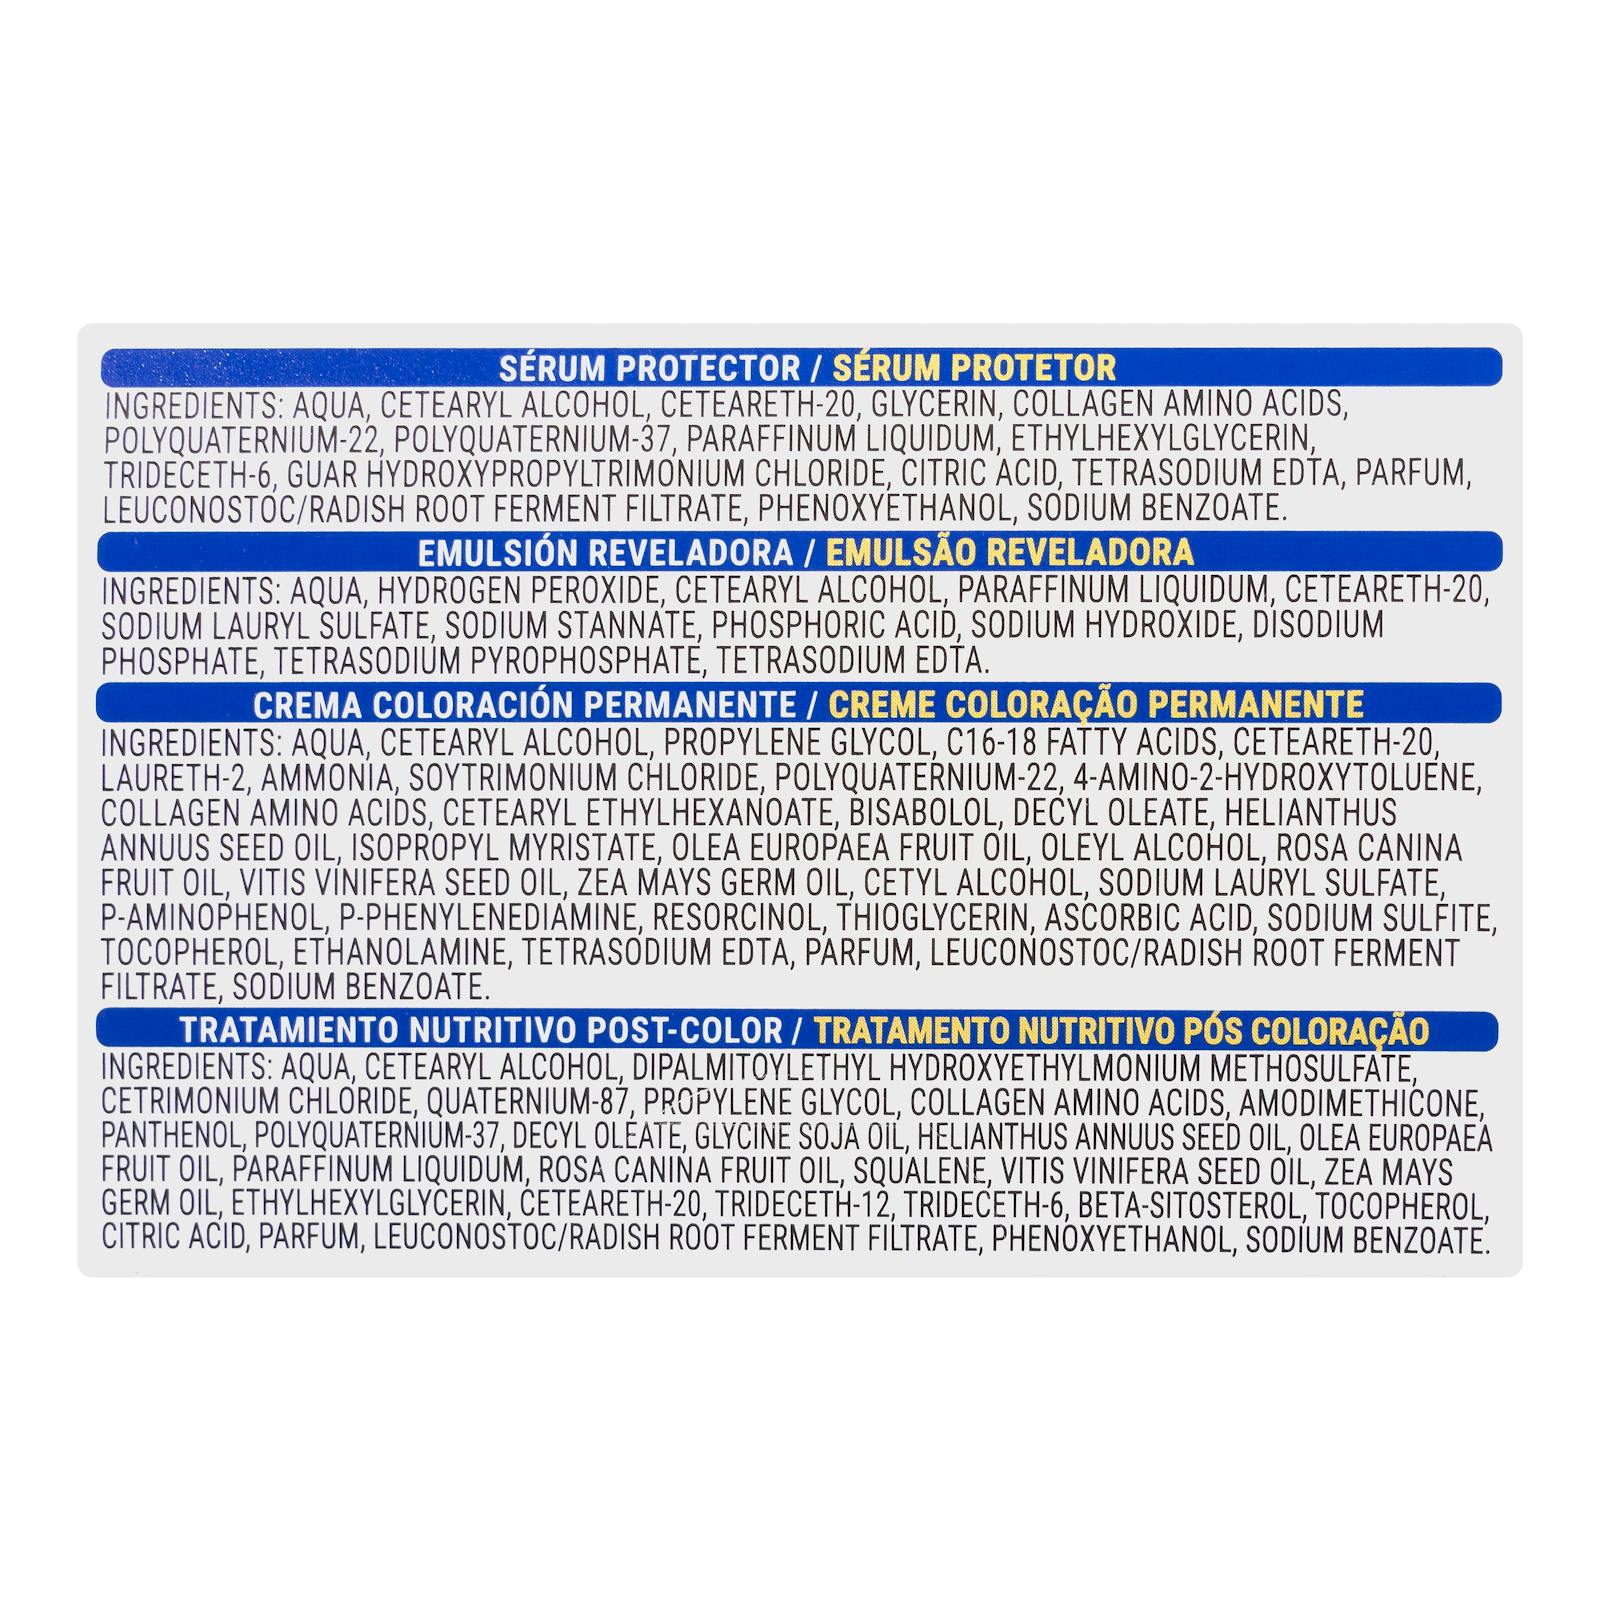 SÉRUM PROTECTOR / SÉRUM PROTETOR
INGREDIENTS: AQUA, CETEARYL ALCOHOL, CETEARETH-20, GLYCERIN, COLLAGEN AMINO ACIDS,
POLYQUATERNIUM-22, POLYQUATERNIUM-37, PARAFFINUM LIQUIDUM, ETHYLHEXYLGLYCERIN,
TRIDECETH-6, GUAR HYDROXYPROPYLTRIMONIUM CHLORIDE, CITRIC ACID, TETRASODIUM EDTA, PARFUM,
LEUCONOSTOC/RADISH ROOT FERMENT FILTRATE, PHENOXYETHANOL, SODIUM BENZOATE.
EMULSIÓN REVELADORA / EMULSÃO REVELADORA
INGREDIENTS: AQUA, HYDROGEN PEROXIDE, CETEARYL ALCOHOL, PARAFFINUM LIQUIDUM, CETEARETH-20,
SODIUM LAURYL SULFATE, SODIUM STANNATE, PHOSPHORIC ACID, SODIUM HYDROXIDE, DISODIUM
PHOSPHATE, TETRASODIUM PYROPHOSPHATE, TETRASODIUM EDTA.
CREMA COLORACIÓN PERMANENTE / CREME COLORAÇÃO PERMANENTE
INGREDIENTS: AQUA, CETEARYL ALCOHOL, PROPYLENE GLYCOL, C16-18 FATTY ACIDS, CETEARETH-20,
LAURETH-2, AMMONIA, SOYTRIMONIUM CHLORIDE, POLYQUATERNIUM-22, 4-AMINO-2-HYDROXYTOLUENE,
COLLAGEN AMINO ACIDS, CETEARYL ETHYLHEXANOATE, BISABOLOL, DECYL OLEATE, HELIANTHUS
ANNUUS SEED OIL, ISOPROPYL MYRISTATE, OLEA EUROPAEA FRUIT OIL, OLEYL ALCOHOL, ROSA CANINA
FRUIT OIL, VITIS VINIFERA SEED OIL, ZEA MAYS GERM OIL, CETYL ALCOHOL, SODIUM LAURYL SULFATE,
P-AMINOPHENOL, P-PHENYLENEDIAMINE, RESORCINOL, THIOGLYCERIN, ASCORBIC ACID, SODIUM SULFITE,
TOCOPHEROL, ETHANOLAMINE, TETRASODIUM EDTA, PARFUM, LEUCONOSTOC/RADISH ROOT FERMENT
FILTRATE, SODIUM BENZOATE.
TRATAMIENTO NUTRITIVO POST-COLOR / TRATAMENTO NUTRITIVO PÓS COLORAÇÃO
INGREDIENTS: AQUA, CETEARYL ALCOHOL, DIPALMITOYLETHYL HYDROXYETHYLMONIUM METHOSULFATE,
CETRIMONIUM CHLORIDE, QUATERNIUM-87, PROPYLENE GLYCOL, COLLAGEN AMINO ACIDS, AMODIMETHICONE,
PANTHENOL, POLYQUATERNIUM-37, DECYL OLEATE, GLYCINE SOJA OIL, HELIANTHUS ANNUUS SEED OIL, OLEA EUROPAEA
FRUIT OIL, PARAFFINUM LIQUIDUM, ROSA CANINA FRUIT OIL, SQUALENE, VITIS VINIFERA SEED OIL, ZEA MAYS
GERM OIL, ETHYLHEXYLGLYCERIN, CETEARETH-20, TRIDECETH-12, TRIDECETH-6, BETA-SITOSTEROL, TOCOPHEROL,
CITRIC ACID, PARFUM, LEUCONOSTOC/RADISH ROOT FERMENT FILTRATE, PHENOXYETHANOL, SODIUM BENZOATE.